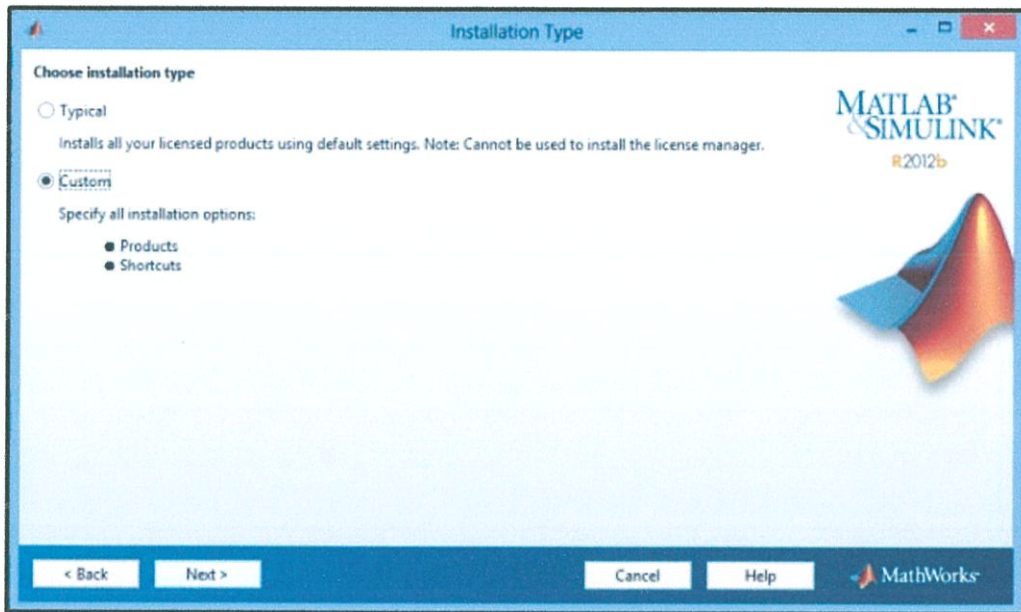 Installation Type
Choose installation type
Typical
Installs all your licensed products using default settings. Note: Cannot be used to install the license manager.
Custom
Specify all installation options:
Products
Shortcuts
MATLAB®
&SIMULINK®
R2012b
< Back
Next >
Cancel
Help
MathWorks®